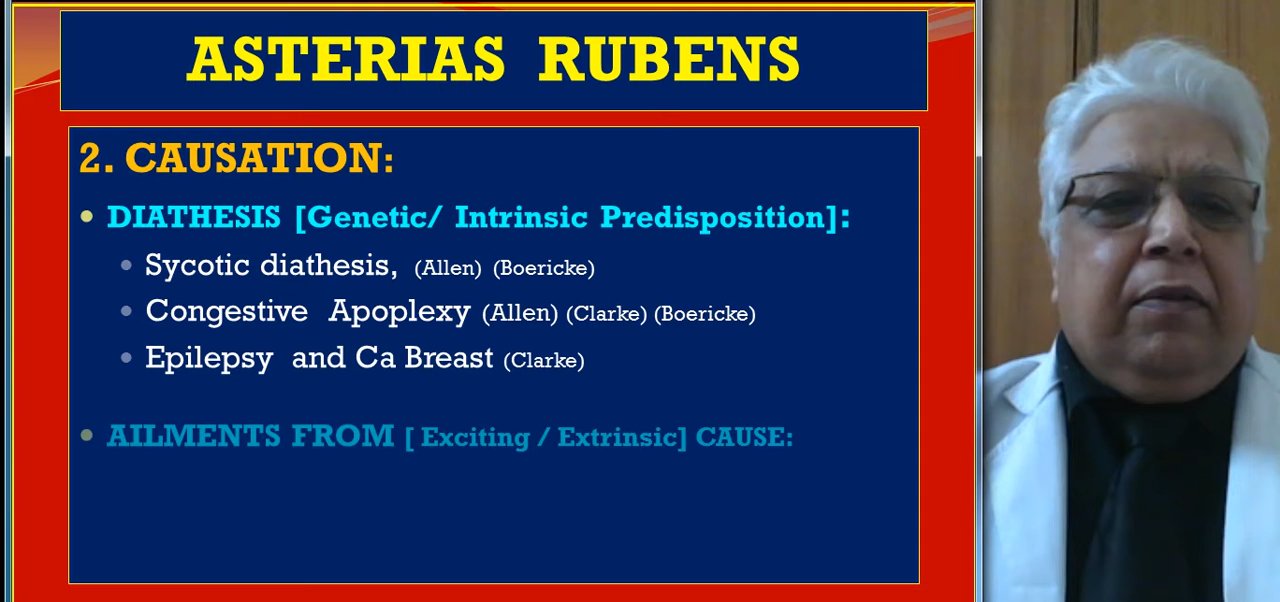 ASTERIAS RUBENS
2. CAUSATION:
• DIATHESIS [Genetic/ Intrinsic Predisposition]:
• Sycotic diathesis, (Allen) (Boericke)
• Congestive Apoplexy (Allen) (Clarke) (Boericke)
• Epilepsy and Ca Breast (Clarke)
• AILMENTS FROM [ Exciting / Extrinsic] CAUSE: